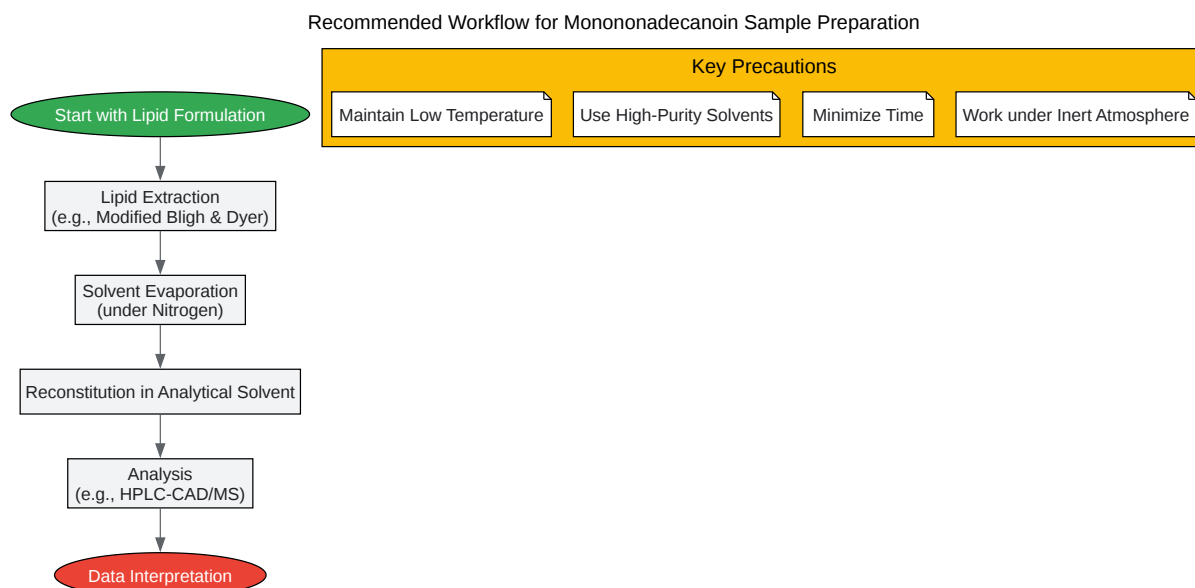 Recommended Workflow for Monononadecanoin Sample Preparation
Key Precautions
Maintain Low Temperature
Use High-Purity Solvents
Minimize Time
Work under Inert Atmosphere
Start with Lipid Formulation
Lipid Extraction
(e.g., Modified Bligh & Dyer)
Solvent Evaporation
(under Nitrogen)
Reconstitution in Analytical Solvent
Analysis
(e.g., HPLC-CAD/MS)
Data Interpretation